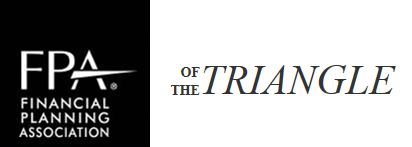 FPA®
FINANCIAL
PLANNING
ASSOCIATION
OF THE TRIANGLE